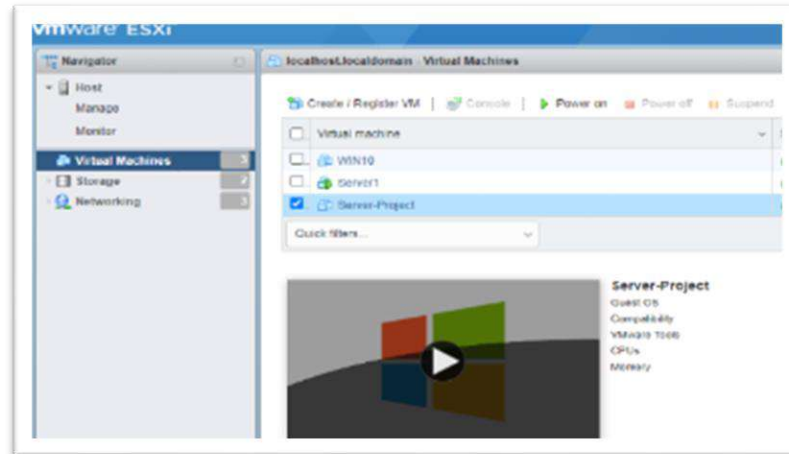 vmware ESXi
Navigator
localhost.localdomain - Virtual Machines
Host
Manage
Monitor
Virtual Machines 3
Storage 2
Networking 3
Create / Register VM | Console | Power on Power off Suspend
Virtual machine
WIN10
Server1
Server-Project
Quick filters...
Server-Project
Guest OS
Compatibility
VMware Tools
CPUs
Memory